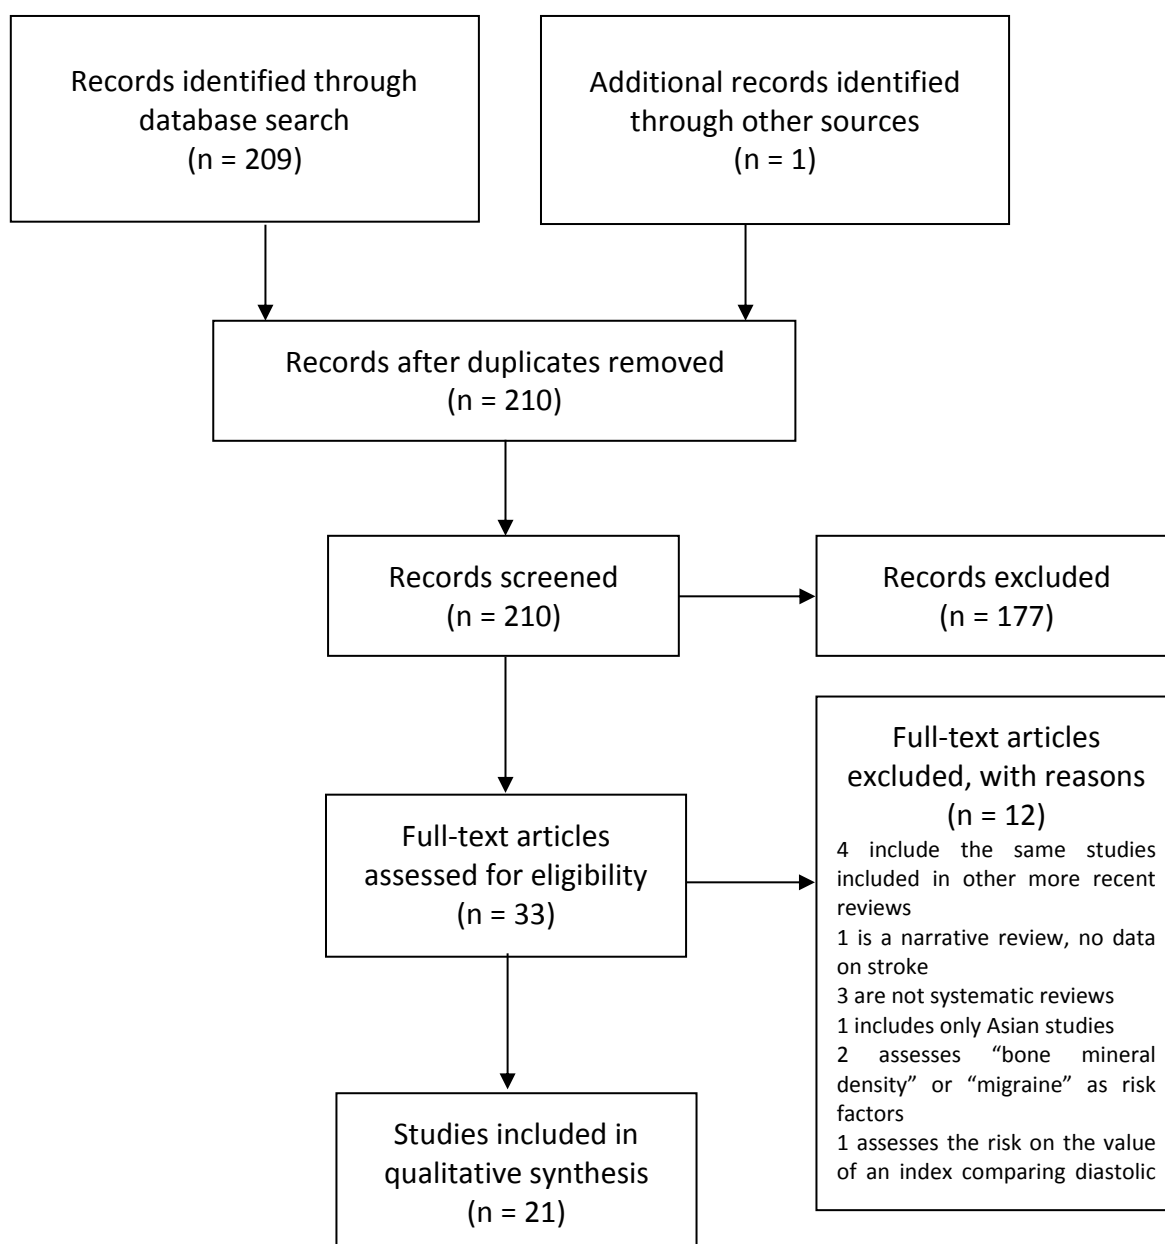 Records identified through
database search
(n = 209)
Additional records identified
through other sources
(n = 1)
Records after duplicates removed
(n = 210)
Records screened
(n = 210)
Records excluded
(n = 177)
Full-text articles
assessed for eligibility
(n = 33)
Full-text articles
excluded, with reasons
(n = 12)
4 include the same studies
included in other more recent
reviews
1 is a narrative review, no data
on stroke
3 are not systematic reviews
1 includes only Asian studies
2 assesses “bone mineral
density” or “migraine” as risk
factors
1 assesses the risk on the value
of an index comparing diastolic
Studies included in
qualitative synthesis
(n = 21)